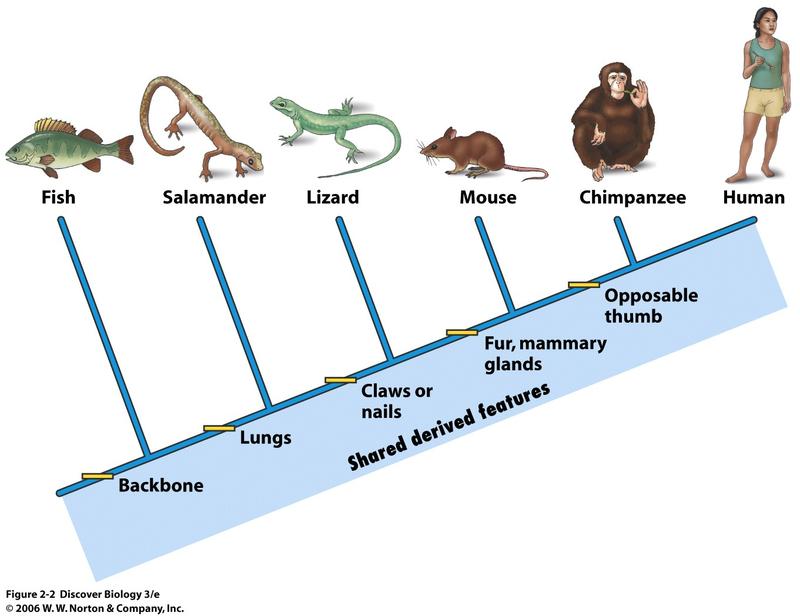 Fish
Salamander
Lizard
Mouse
Chimpanzee
Human
Opposable
thumb
Fur, mammary
glands
Claws or
nails
Lungs
Backbone
Shared derived features
Figure 2-2 Discover Biology 3/e
© 2006 W. W. Norton & Company, Inc.